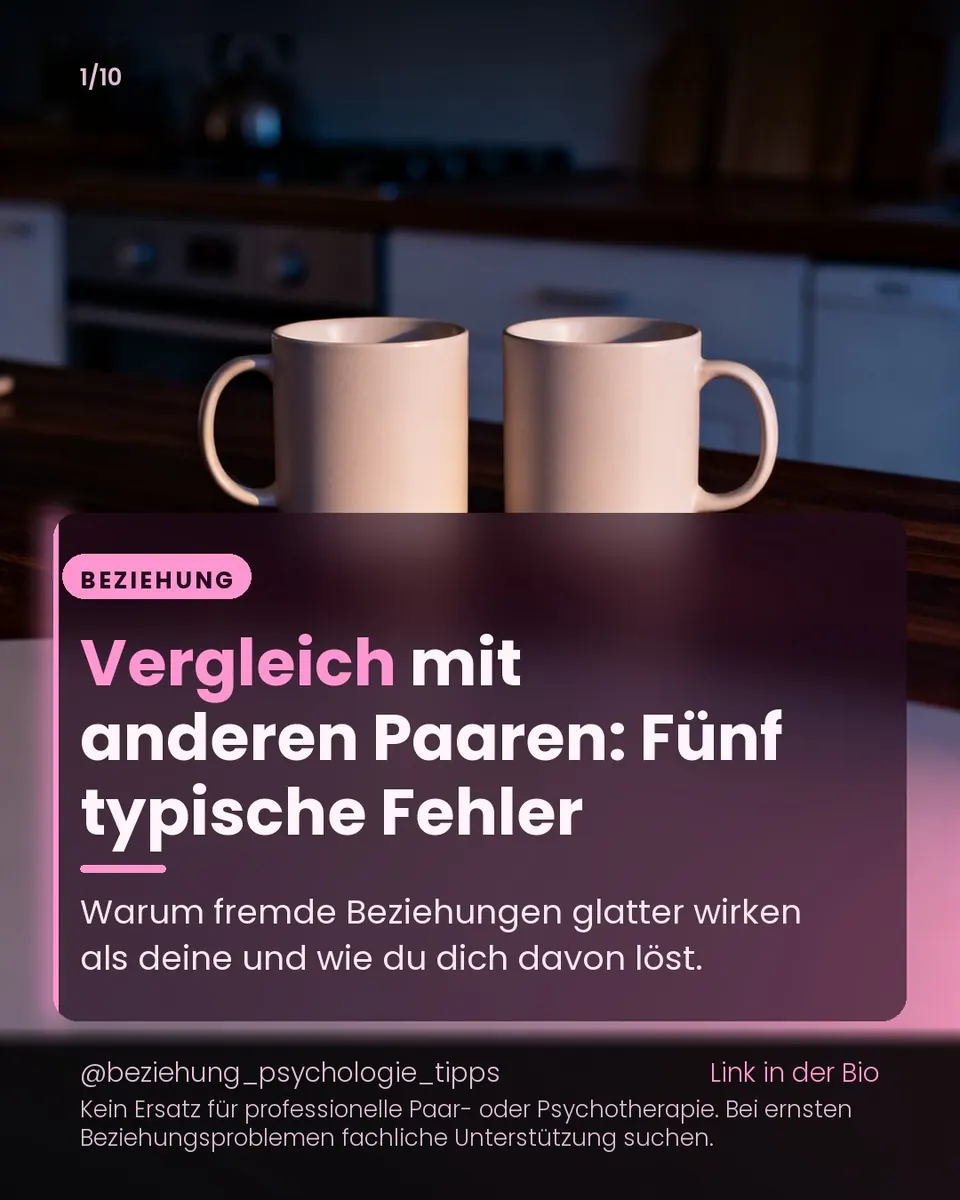 1/10
BEZIEHUNG
Vergleich mit
anderen Paaren: Fünf
typische Fehler
Warum fremde Beziehungen glatter wirken
als deine und wie du dich davon löst.
@beziehung_psychologie_tipps Link in der Bio
Kein Ersatz für professionelle Paar- oder Psychotherapie. Bei ernsten
Beziehungsproblemen fachliche Unterstützung suchen.